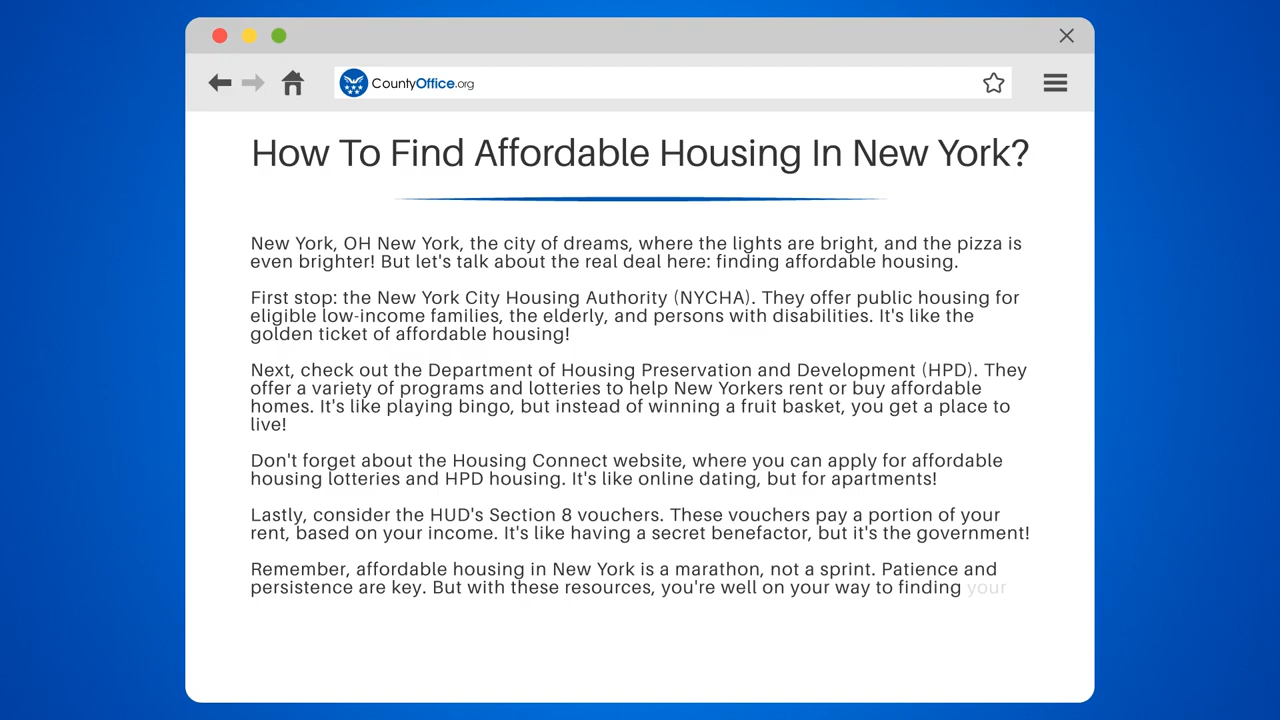 CountyOffice.org
How To Find Affordable Housing In New York?
New York, OH New York, the city of dreams, where the lights are bright, and the pizza is
even brighter! But let's talk about the real deal here: finding affordable housing.
First stop: the New York City Housing Authority (NYCHA). They offer public housing for
eligible low-income families, the elderly, and persons with disabilities. It's like the
golden ticket of affordable housing!
Next, check out the Department of Housing Preservation and Development (HPD). They
offer a variety of programs and lotteries to help New Yorkers rent or buy affordable
homes. It's like playing bingo, but instead of winning a fruit basket, you get a place to
live!
Don't forget about the Housing Connect website, where you can apply for affordable
housing lotteries and HPD housing. It's like online dating, but for apartments!
Lastly, consider the HUD's Section 8 vouchers. These vouchers pay a portion of your
rent, based on your income. It's like having a secret benefactor, but it's the government!
Remember, affordable housing in New York is a marathon, not a sprint. Patience and
persistence are key. But with these resources, you're well on your way to finding your